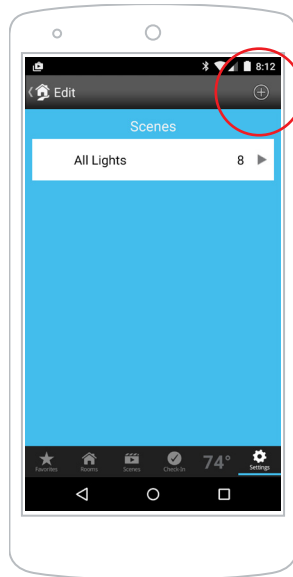 8:12
Edit
Scenes
All Lights 8
74°
Favorites Rooms Scenes Check-In Settings